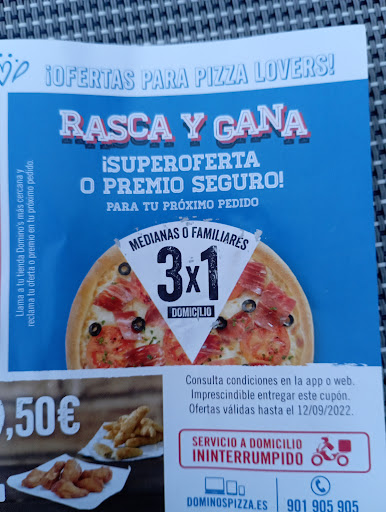 ¡OFERTAS PARA PIZZA LOVERS!
RASCA Y GANA
¡SUPEROFERTA
O PREMIO SEGURO!
PARA TU PRÓXIMO PEDIDO
Llama a tu tienda Domino's más cercana y
reclama tu oferta o premio en tu próximo pedido.
MEDIANAS O FAMILIARES
3x1
DOMICILIO
,50€
Consulta condiciones en la app o web.
Imprescindible entregar este cupón.
Ofertas válidas hasta el 12/09/2022.
SERVICIO A DOMICILIO
ININTERRUMPIDO
DOMINOSPIZZA.ES
901 905 905